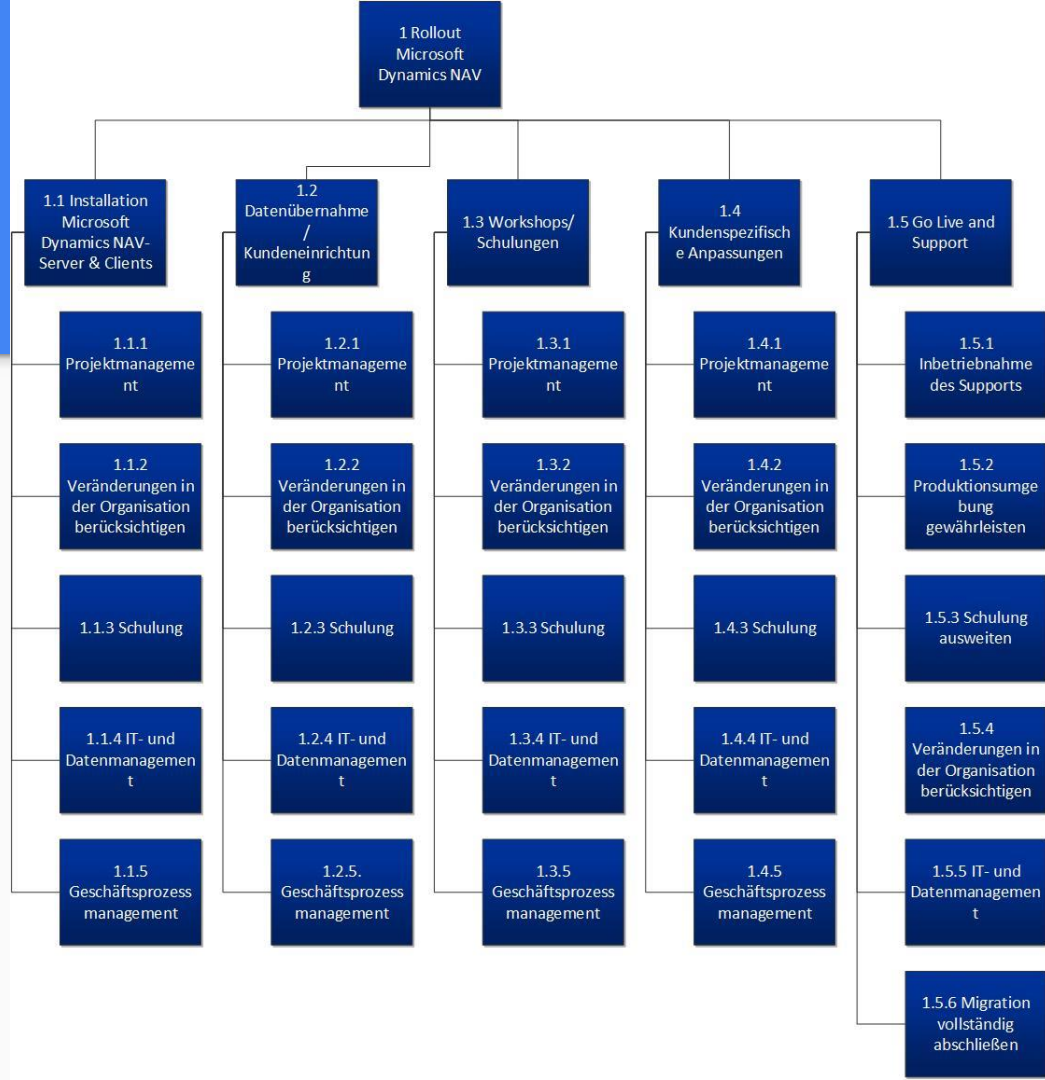 1 Rollout
Microsoft
Dynamics NAV
1.1 Installation
Microsoft
Dynamics NAV-
Server & Clients
1.2
Datenübernahme
/
Kundeneinrichtun
g
1.3 Workshops/
Schulungen
1.4
Kundenspezifisch
e Anpassungen
1.5 Go Live and
Support
1.1.1
Projektmanageme
nt
1.2.1
Projektmanageme
nt
1.3.1
Projektmanageme
nt
1.4.1
Projektmanageme
nt
1.5.1
Inbetriebnahme
des Supports
1.1.2
Veränderungen in
der Organisation
berücksichtigen
1.2.2
Veränderungen in
der Organisation
berücksichtigen
1.3.2
Veränderungen in
der Organisation
berücksichtigen
1.4.2
Veränderungen in
der Organisation
berücksichtigen
1.5.2
Produktionsumge
bung
gewährleisten
1.1.3 Schulung
1.2.3 Schulung
1.3.3 Schulung
1.4.3 Schulung
1.5.3 Schulung
ausweiten
1.1.4 IT- und
Datenmanagemen
t
1.2.4 IT- und
Datenmanagemen
t
1.3.4 IT- und
Datenmanagemen
t
1.4.4 IT- und
Datenmanagemen
t
1.5.4
Veränderungen in
der Organisation
berücksichtigen
1.1.5
Geschäftsprozess
management
1.2.5.
Geschäftsprozess
management
1.3.5
Geschäftsprozess
management
1.4.5
Geschäftsprozess
management
1.5.5 IT- und
Datenmanagemen
t
1.5.6 Migration
vollständig
abschließen